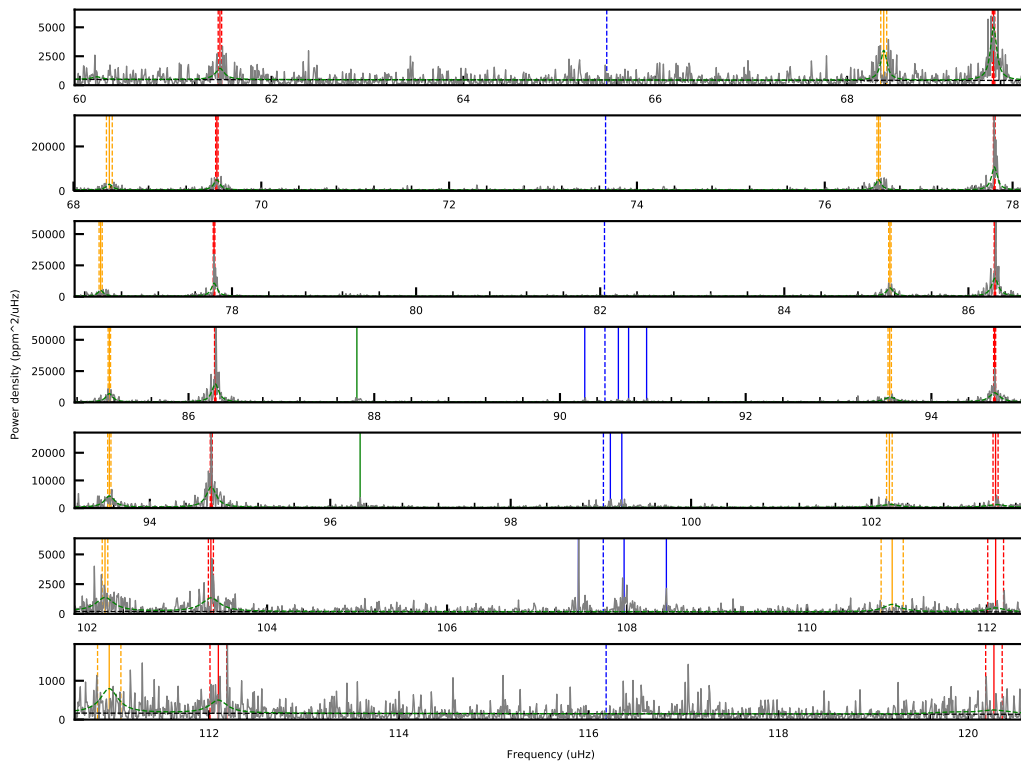 5000
2500
0
60 62 64 66 68
20000
0
68 70 72 74 76 78
50000
25000
0
78 80 82 84 86
Power density (ppm^2/uHz)
50000
25000
0
86 88 90 92 94
20000
10000
0
94 96 98 100 102
5000
2500
0
102 104 106 108 110 112
1000
0
112 114 116 118 120
Frequency (uHz)